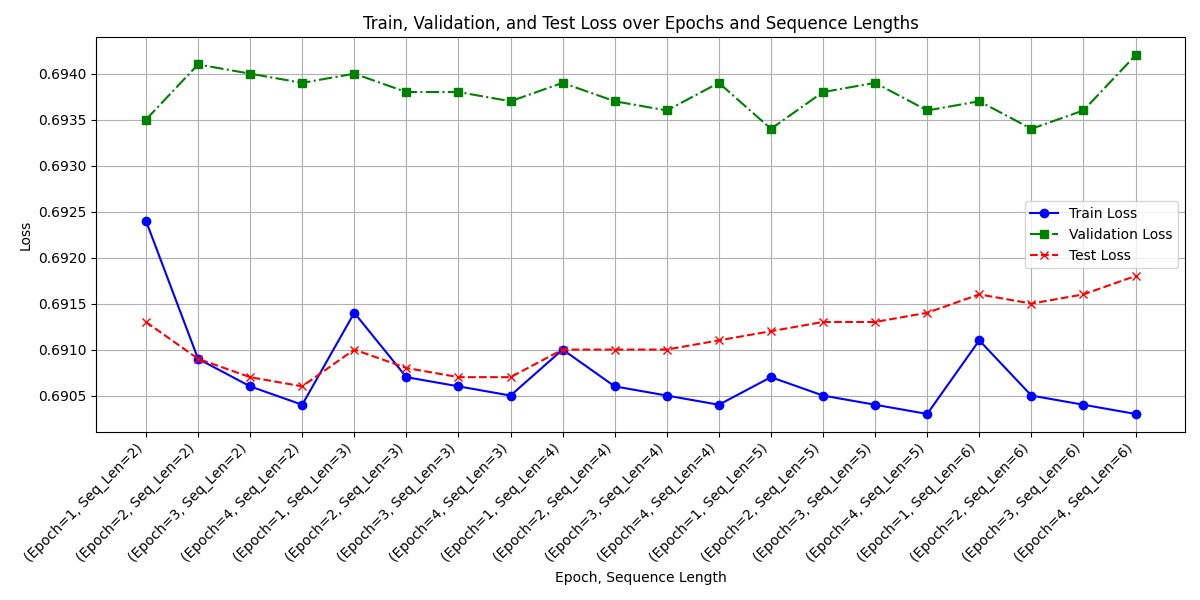 Train, Validation, and Test Loss over Epochs and Sequence Lengths
0.6940
0.6935
0.6930
0.6925
0.6920
0.6915
0.6910
0.6905
Loss
Train Loss
Validation Loss
Test Loss
(Epoch=1, Seq_Len=2)
(Epoch=2, Seq_Len=2)
(Epoch=3, Seq_Len=2)
(Epoch=4, Seq_Len=2)
(Epoch=1, Seq_Len=3)
(Epoch=2, Seq_Len=3)
(Epoch=3, Seq_Len=3)
(Epoch=4, Seq_Len=3)
(Epoch=1, Seq_Len=4)
(Epoch=2, Seq_Len=4)
(Epoch=3, Seq_Len=4)
(Epoch=4, Seq_Len=4)
(Epoch=1, Seq_Len=5)
(Epoch=2, Seq_Len=5)
(Epoch=3, Seq_Len=5)
(Epoch=4, Seq_Len=5)
(Epoch=1, Seq_Len=6)
(Epoch=2, Seq_Len=6)
(Epoch=3, Seq_Len=6)
(Epoch=4, Seq_Len=6)
Epoch, Sequence Length